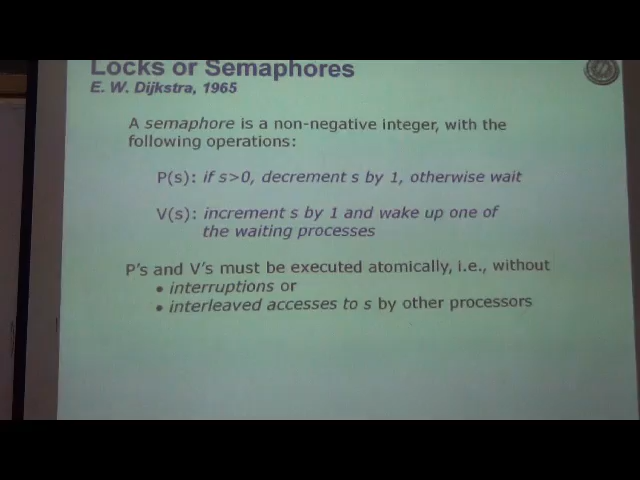 Locks or Semaphores
E. W. Dijkstra, 1965
A semaphore is a non-negative integer, with the
following operations:
P(s): if s>0, decrement s by 1, otherwise wait
V(s): increment s by 1 and wake up one of
the waiting processes
P's and V's must be executed atomically, i.e., without
• interruptions or
• interleaved accesses to s by other processors